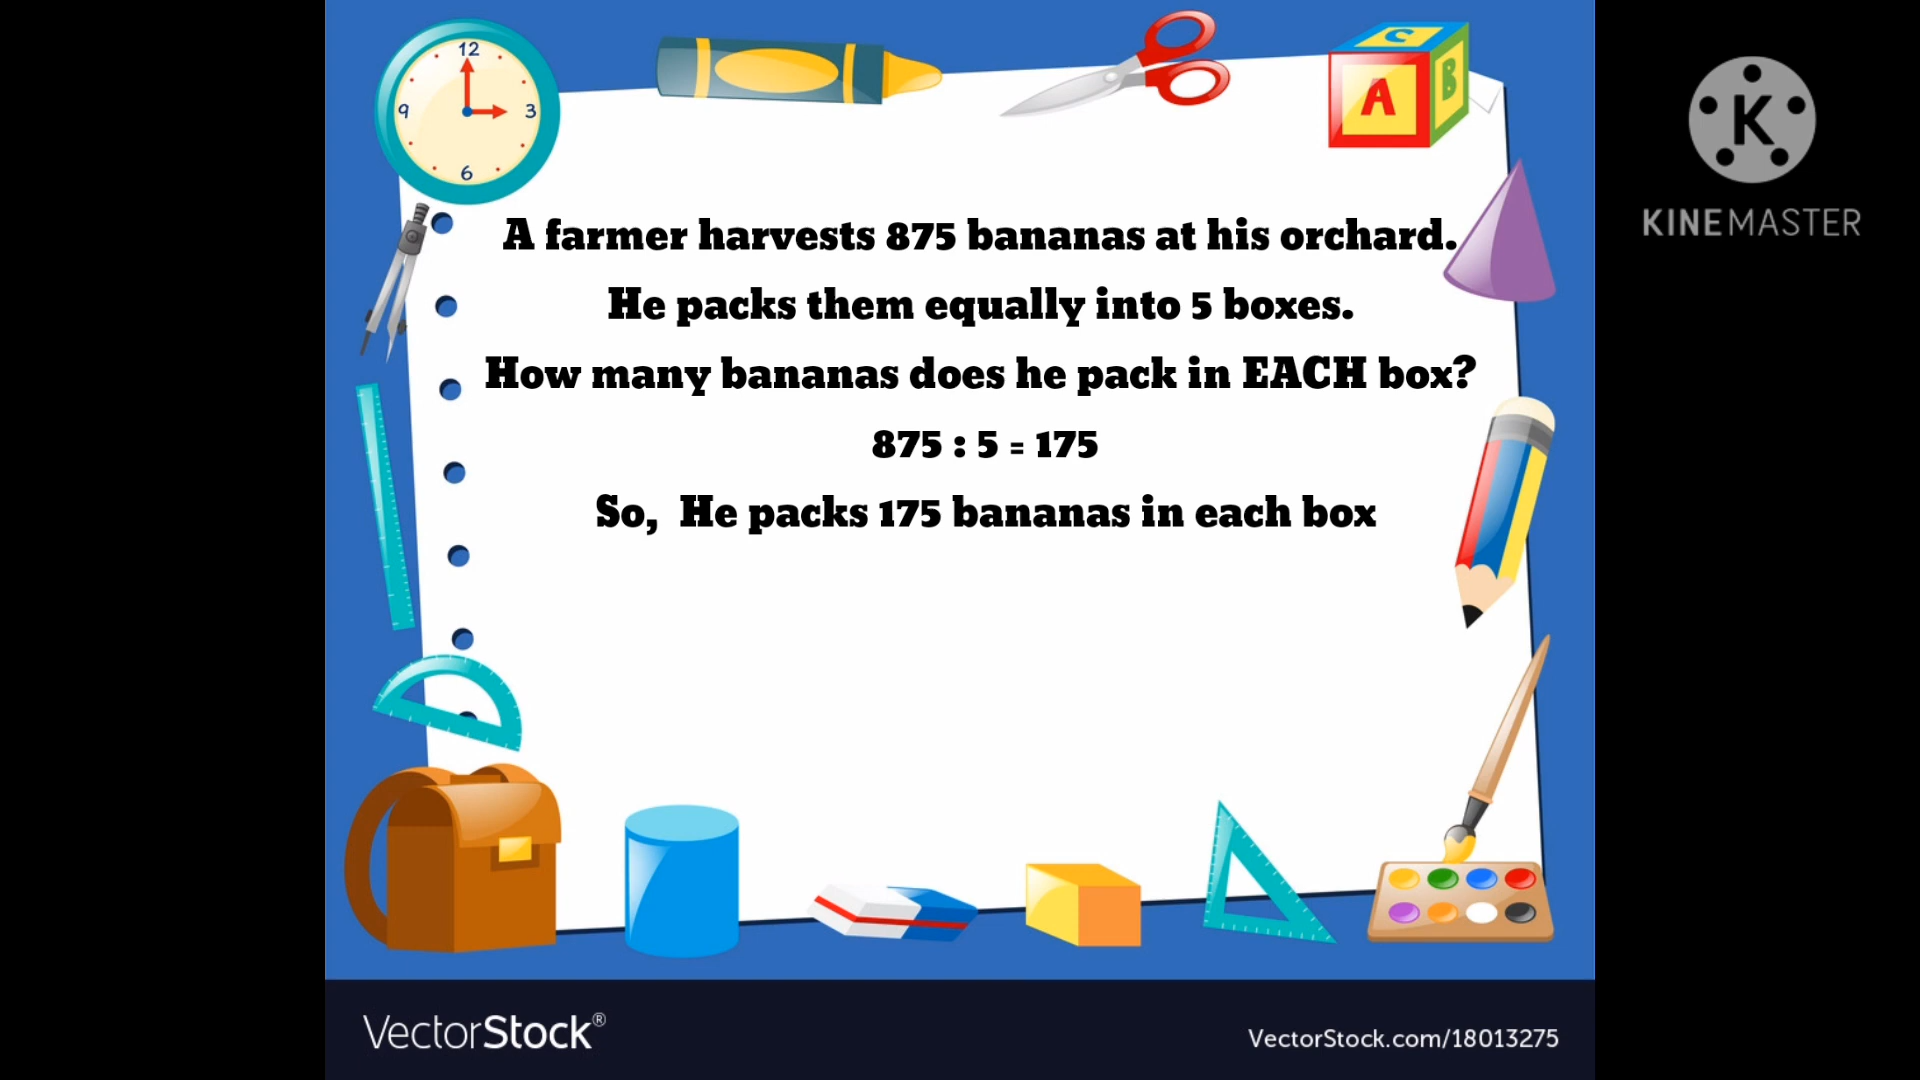 12
9
3
6
C
A
B
K
KINEMASTER
A farmer harvests 875 bananas at his orchard.
He packs them equally into 5 boxes.
How many bananas does he pack in EACH box?
875 : 5 = 175
So, He packs 175 bananas in each box
VectorStock®
VectorStock.com/18013275